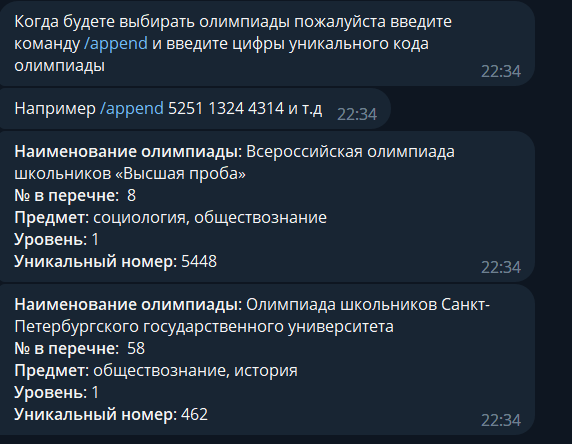 Когда будете выбирать олимпиады пожалуйста введите
команду /append и введите цифры уникального кода
олимпиады
22:34
Например /append 5251 1324 4314 и т.д
22:34
Наименование олимпиады: Всероссийская олимпиада
школьников «Высшая проба»
№ в перечне: 8
Предмет: социология, обществознание
Уровень: 1
Уникальный номер: 5448
22:34
Наименование олимпиады: Олимпиада школьников Санкт-
Петербургского государственного университета
№ в перечне: 58
Предмет: обществознание, история
Уровень: 1
Уникальный номер: 462
22:34